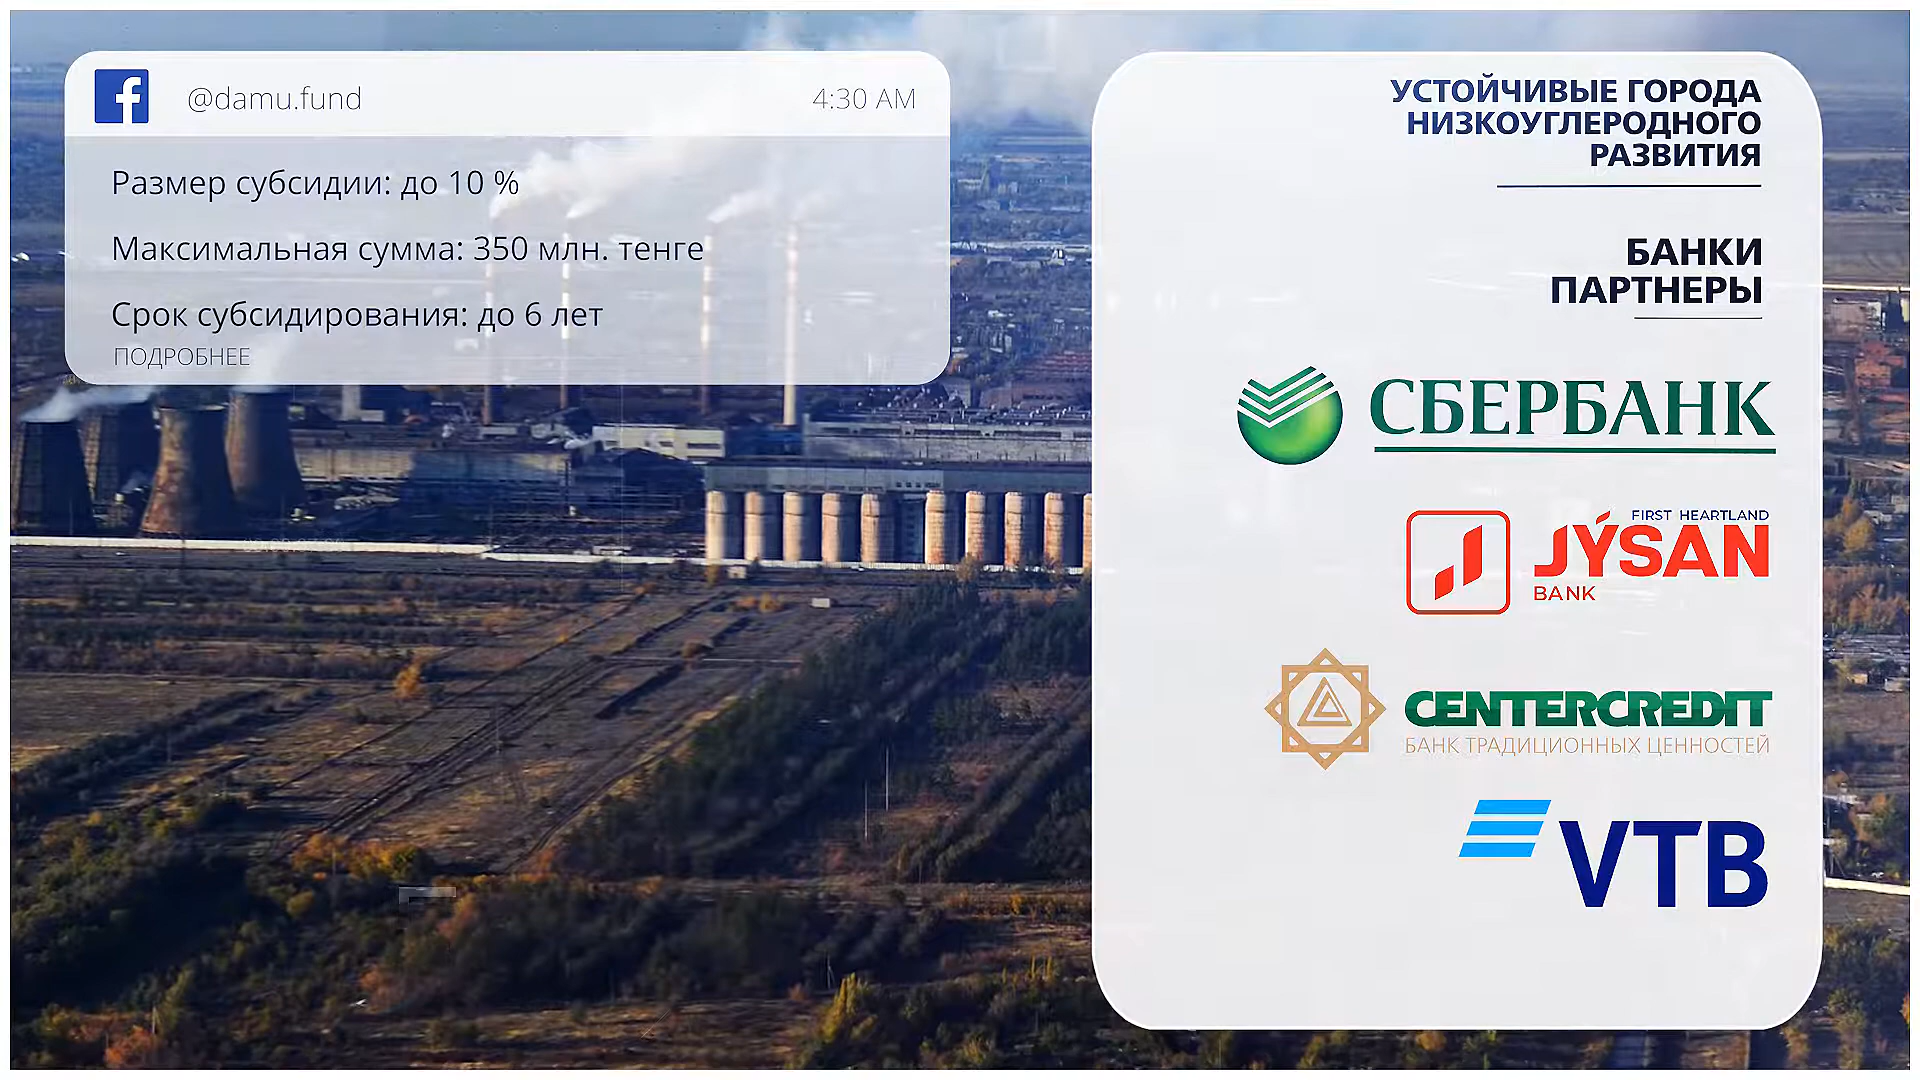 @damu.fund
4:30 AM
Размер субсидии: до 10 %
Максимальная сумма: 350 млн. тенге
Срок субсидирования: до 6 лет
ПОДРОБНЕЕ
УСТОЙЧИВЫЕ ГОРОДА
НИЗКОУГЛЕРОДНОГО
РАЗВИТИЯ
БАНКИ
ПАРТНЕРЫ
СБЕРБАНК
FIRST HEARTLAND
JÝSAN
BANK
CENTERCREDIT
БАНК ТРАДИЦИОННЫХ ЦЕННОСТЕЙ
VTB